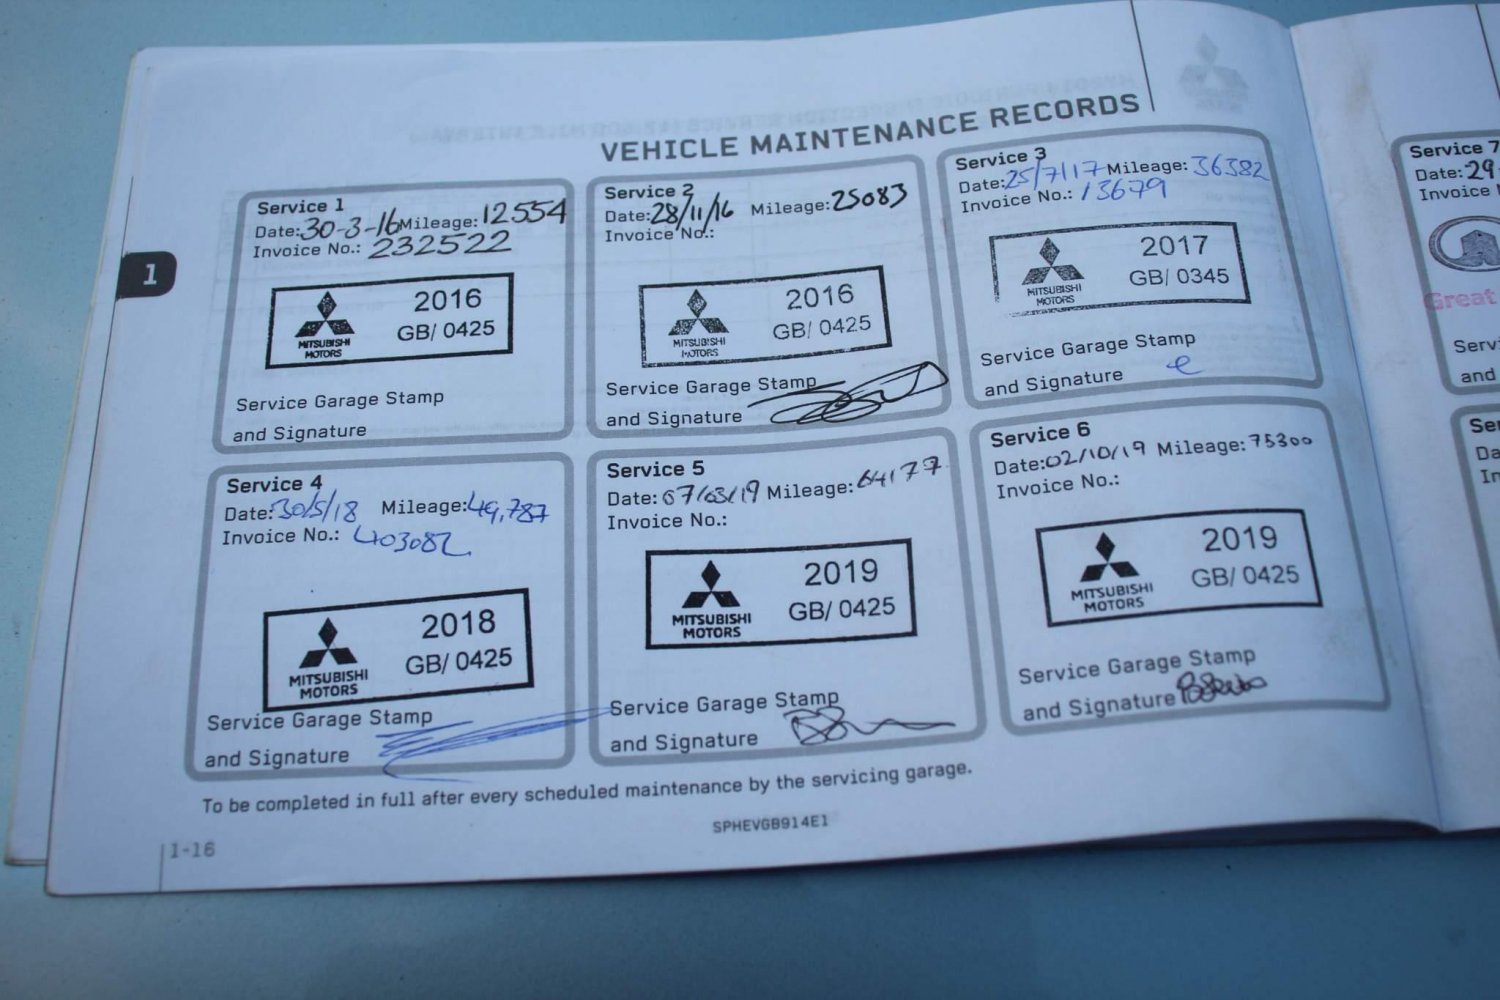 VEHICLE MAINTENANCE RECORDS
1
Service 1
Date: 30-3-16 Mileage: 12554
Invoice No.: 232522
2016
GB/ 0425
MITSUBISHI
MOTORS
Service Garage Stamp
and Signature
Service 2
Date: 28/11/16 Mileage: 25083
Invoice No.:
2016
GB/ 0425
MITSUBISHI
MOTORS
Service Garage Stamp
and Signature
Service 3
Date: 25/7/17 Mileage: 36382
Invoice No.: 13679
2017
GB/ 0345
MITSUBISHI
MOTORS
Service Garage Stamp
and Signature
Service 4
Date: 30/5/18 Mileage: 49,787
Invoice No.: 403082
2018
GB/ 0425
MITSUBISHI
MOTORS
Service Garage Stamp
and Signature
Service 5
Date: 07/03/19 Mileage: 64177
Invoice No.:
2019
GB/ 0425
MITSUBISHI
MOTORS
Service Garage Stamp
and Signature
Service 6
Date: 02/10/19 Mileage: 75300
Invoice No.:
2019
GB/ 0425
MITSUBISHI
MOTORS
Service Garage Stamp
and Signature
To be completed in full after every scheduled maintenance by the servicing garage.
SPHEVGB914E1
1-16
Service 7
Date: 29
Invoice
Great
and